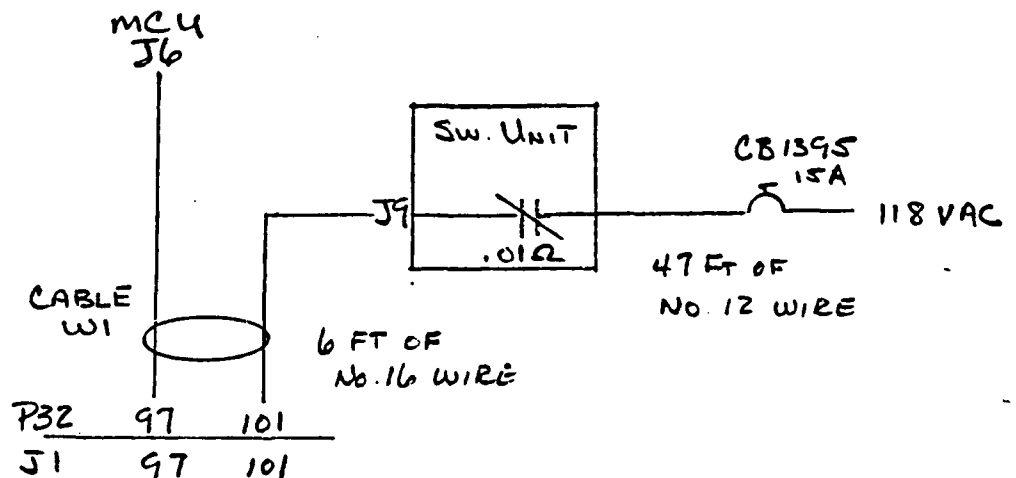 MCU
J6
SW. UNIT
CB1395
15A
J9
118 VAC
.01Ω
47 FT OF
NO. 12 WIRE
CABLE
W1
6 FT OF
No. 16 WIRE
P32 97 101
J1 97 101